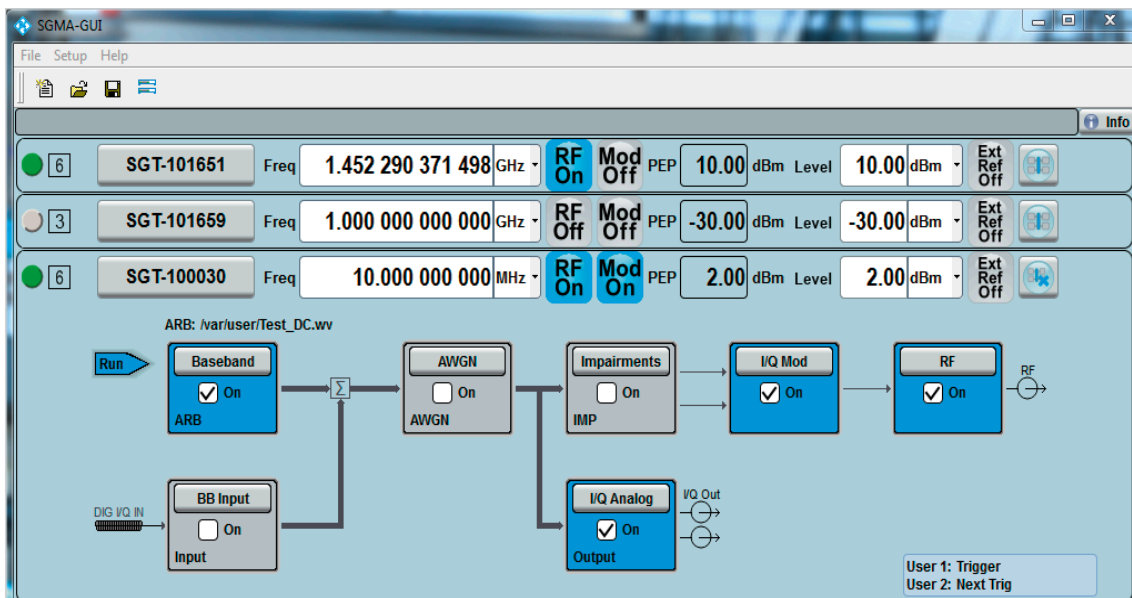 SGMA-GUI
File Setup Help
Info
6 SGT-101651 Freq 1.452 290 371 498 GHz RF On Mod Off PEP 10.00 dBm Level 10.00 dBm Ext Ref Off
3 SGT-101659 Freq 1.000 000 000 000 GHz RF Off Mod Off PEP -30.00 dBm Level -30.00 dBm Ext Ref Off
6 SGT-100030 Freq 10.000 000 000 MHz RF On Mod On PEP 2.00 dBm Level 2.00 dBm Ext Ref Off
ARB: /var/user/Test_DC.wv
Run
Baseband
On
ARB
Σ
AWGN
On
AWGN
Impairments
On
IMP
I/Q Mod
On
RF
On
RF
DIG I/Q IN
BB Input
On
Input
I/Q Analog
On
Output
I/Q Out
User 1: Trigger
User 2: Next Trig